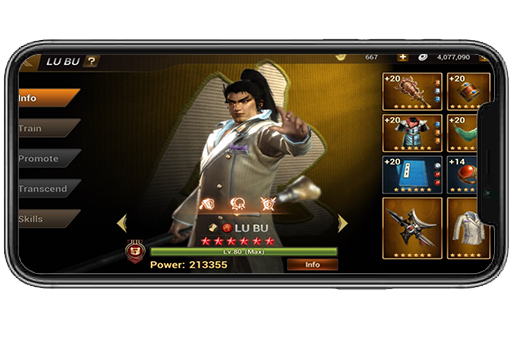 LU BU ?
667
4,077,090
Info
Train
Promote
Transcend
Skills
+20
+20
+20
+20
+20
+14
LU BU
5
LV.80 (Max)
Power: 213355
Info